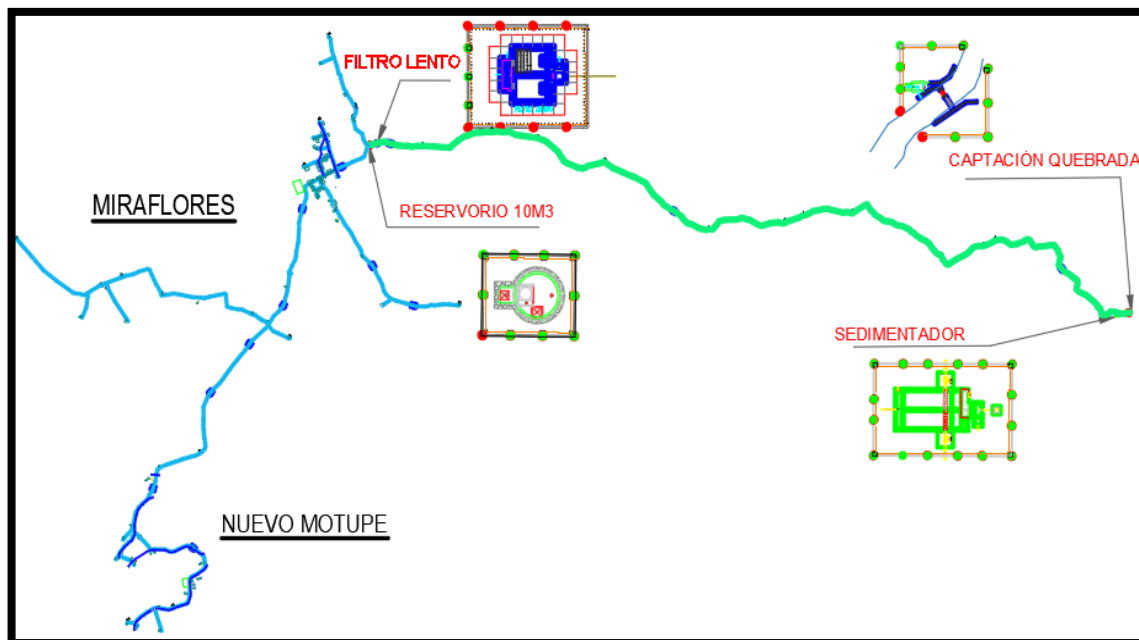 FILTRO LENTO
CAPTACIÓN QUEBRADA
MIRAFLORES
RESERVORIO 10M3
SEDIMENTADOR
NUEVO MOTUPE